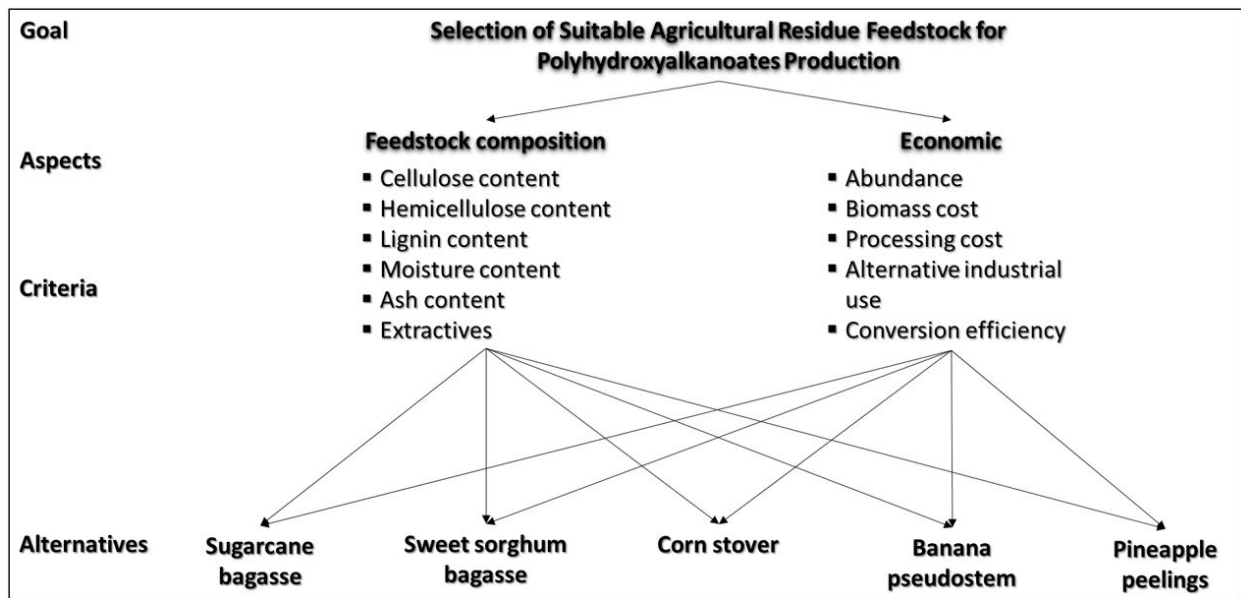 Goal
Selection of Suitable Agricultural Residue Feedstock for
Polyhydroxyalkanoates Production
Aspects
Feedstock composition
▪ Cellulose content
▪ Hemicellulose content
▪ Lignin content
▪ Moisture content
▪ Ash content
▪ Extractives
Economic
▪ Abundance
▪ Biomass cost
▪ Processing cost
▪ Alternative industrial
use
▪ Conversion efficiency
Criteria
Alternatives
Sugarcane
bagasse
Sweet sorghum
bagasse
Corn stover
Banana
pseudostem
Pineapple
peelings